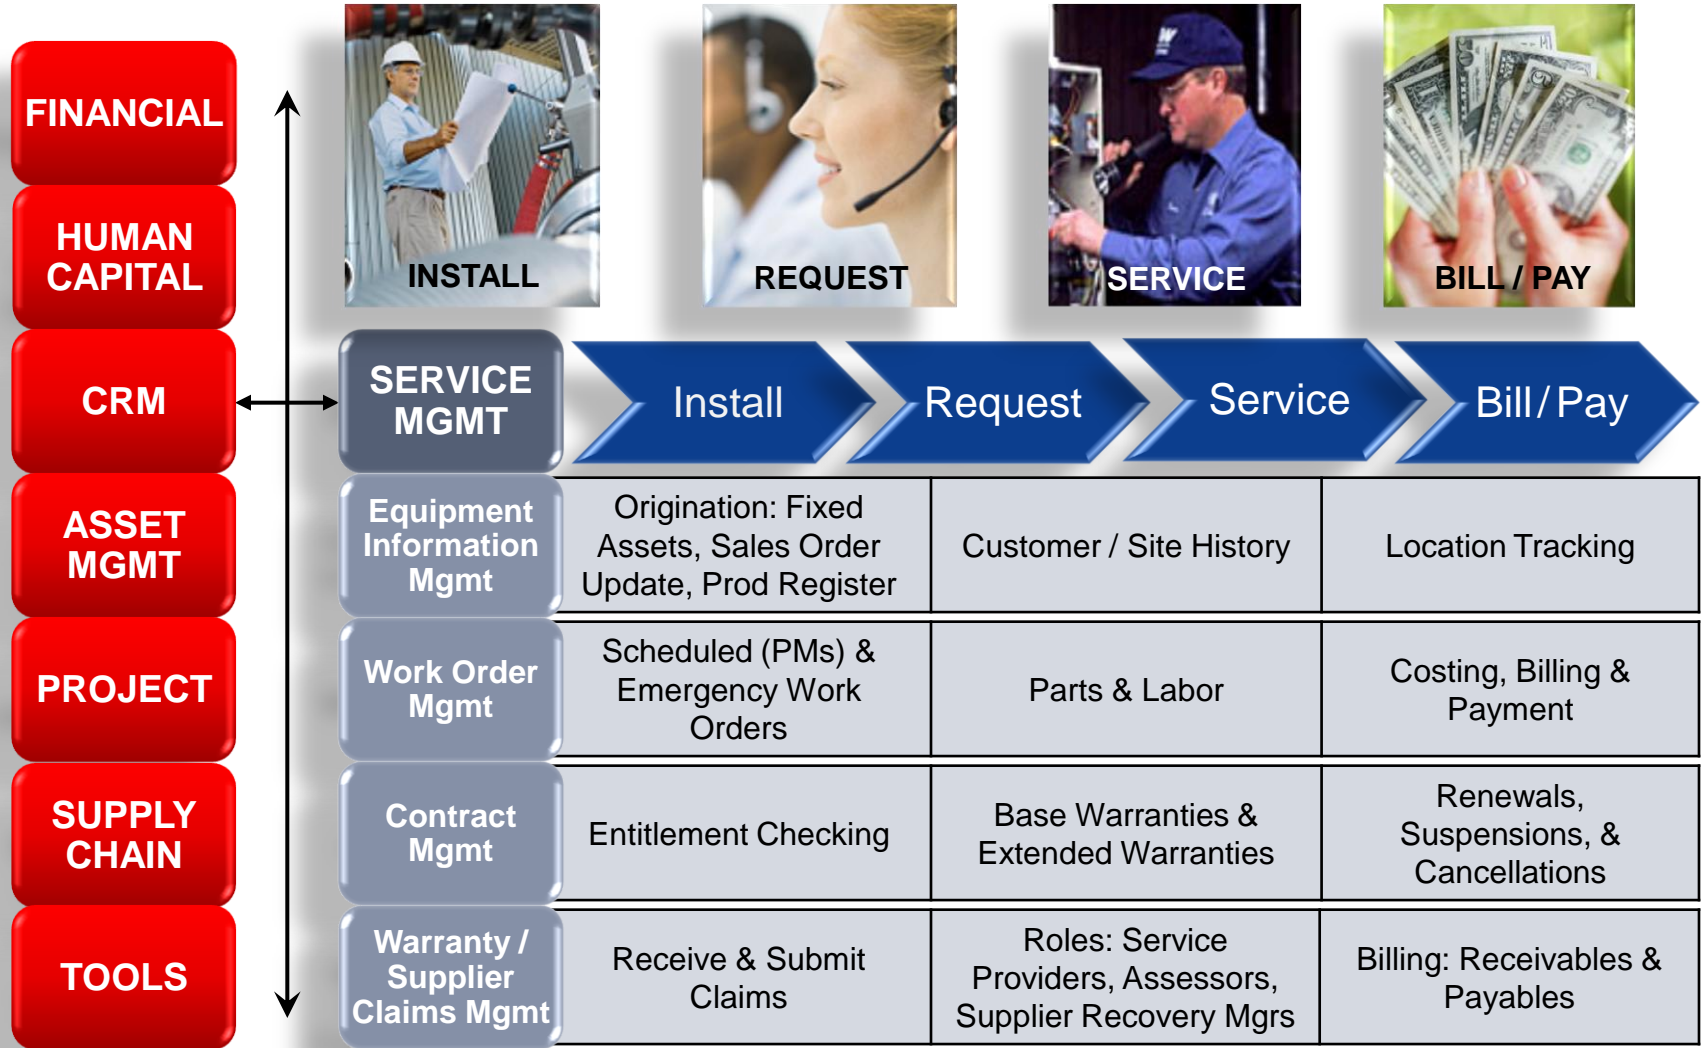 FINANCIAL
HUMAN
CAPITAL
CRM
ASSET
MGMT
PROJECT
SUPPLY
CHAIN
TOOLS
INSTALL
REQUEST
W
SERVICE
BILL / PAY
SERVICE
MGMT
Install
Request
Service
Bill / Pay
Equipment
Information
Mgmt
Origination: Fixed
Assets, Sales Order
Update, Prod Register
Customer / Site History
Location Tracking
Work Order
Mgmt
Scheduled (PMs) &
Emergency Work
Orders
Parts & Labor
Costing, Billing &
Payment
Contract
Mgmt
Entitlement Checking
Base Warranties &
Extended Warranties
Renewals,
Suspensions, &
Cancellations
Warranty /
Supplier
Claims Mgmt
Receive & Submit
Claims
Roles: Service
Providers, Assessors,
Supplier Recovery Mgrs
Billing: Receivables &
Payables